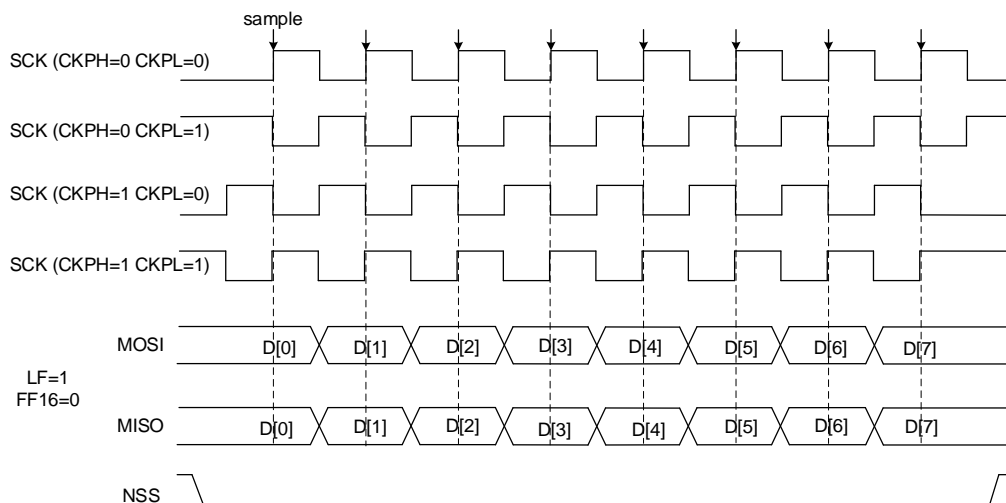 sample
SCK (CKPH=0 CKPL=0)
SCK (CKPH=0 CKPL=1)
SCK (CKPH=1 CKPL=0)
SCK (CKPH=1 CKPL=1)
MOSI
D[0] D[1] D[2] D[3] D[4] D[5] D[6] D[7]
LF=1
FF16=0
MISO
D[0] D[1] D[2] D[3] D[4] D[5] D[6] D[7]
NSS